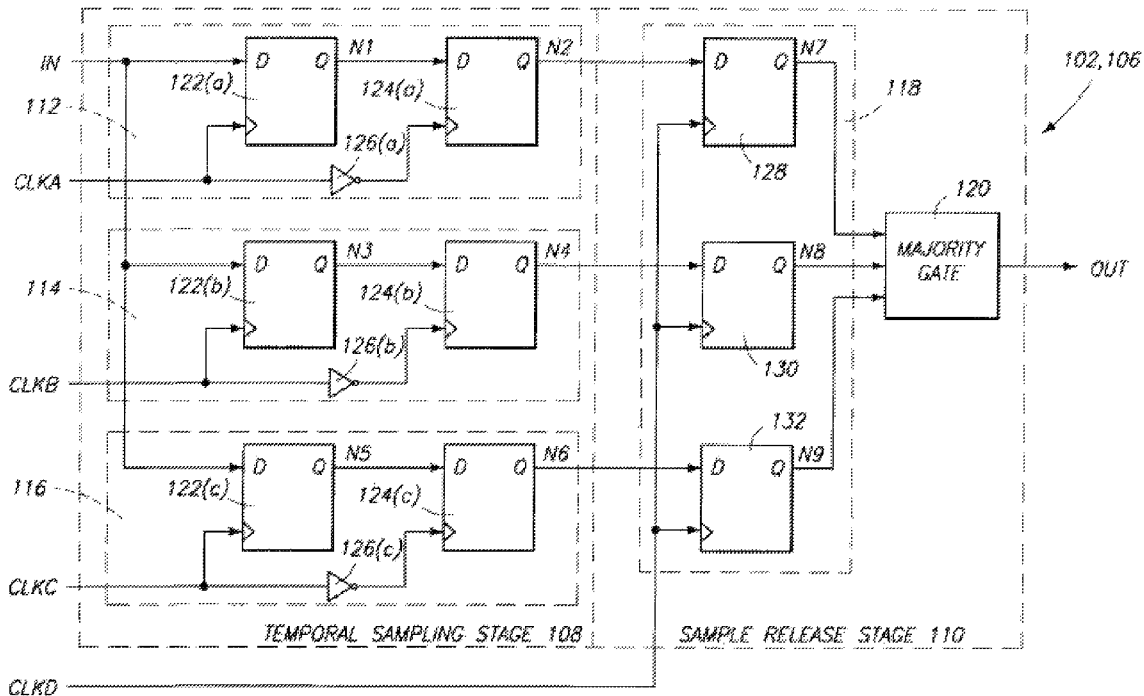 IN
D Q
N1
D Q
N2
122(a)
124(a)
112
126(a)
CLKA
D Q
N7
128
118
102,106
D Q
N3
D Q
N4
122(b)
124(b)
114
126(b)
CLKB
D Q
N8
130
120
MAJORITY
GATE
OUT
D Q
N5
D Q
N6
122(c)
124(c)
116
126(c)
CLKC
132
D Q
N9
TEMPORAL SAMPLING STAGE 108
SAMPLE RELEASE STAGE 110
CLKD